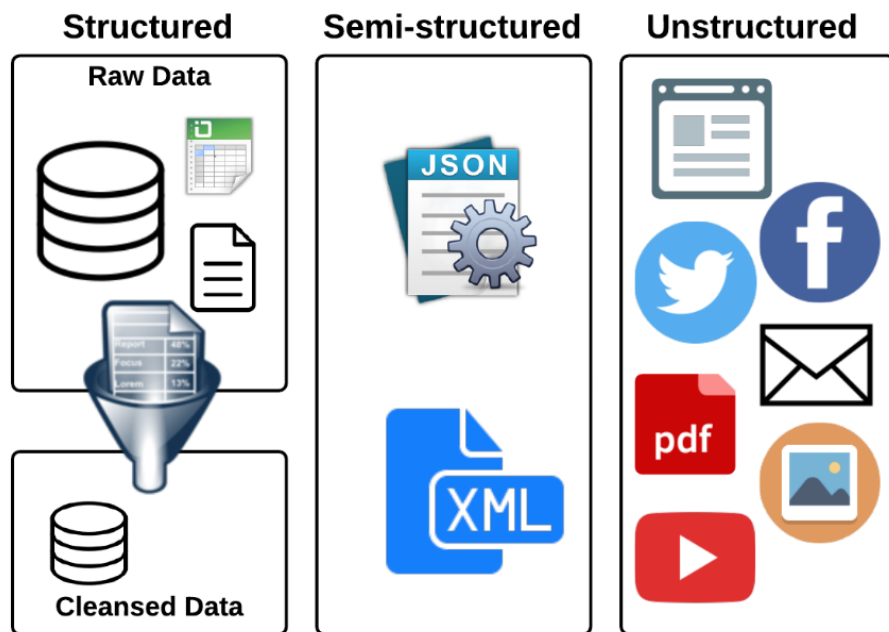 Structured
Semi-structured
Unstructured
Raw Data
JSON
Report 48%
Focus 22%
Lorem 13%
pdf
XML
Cleansed Data